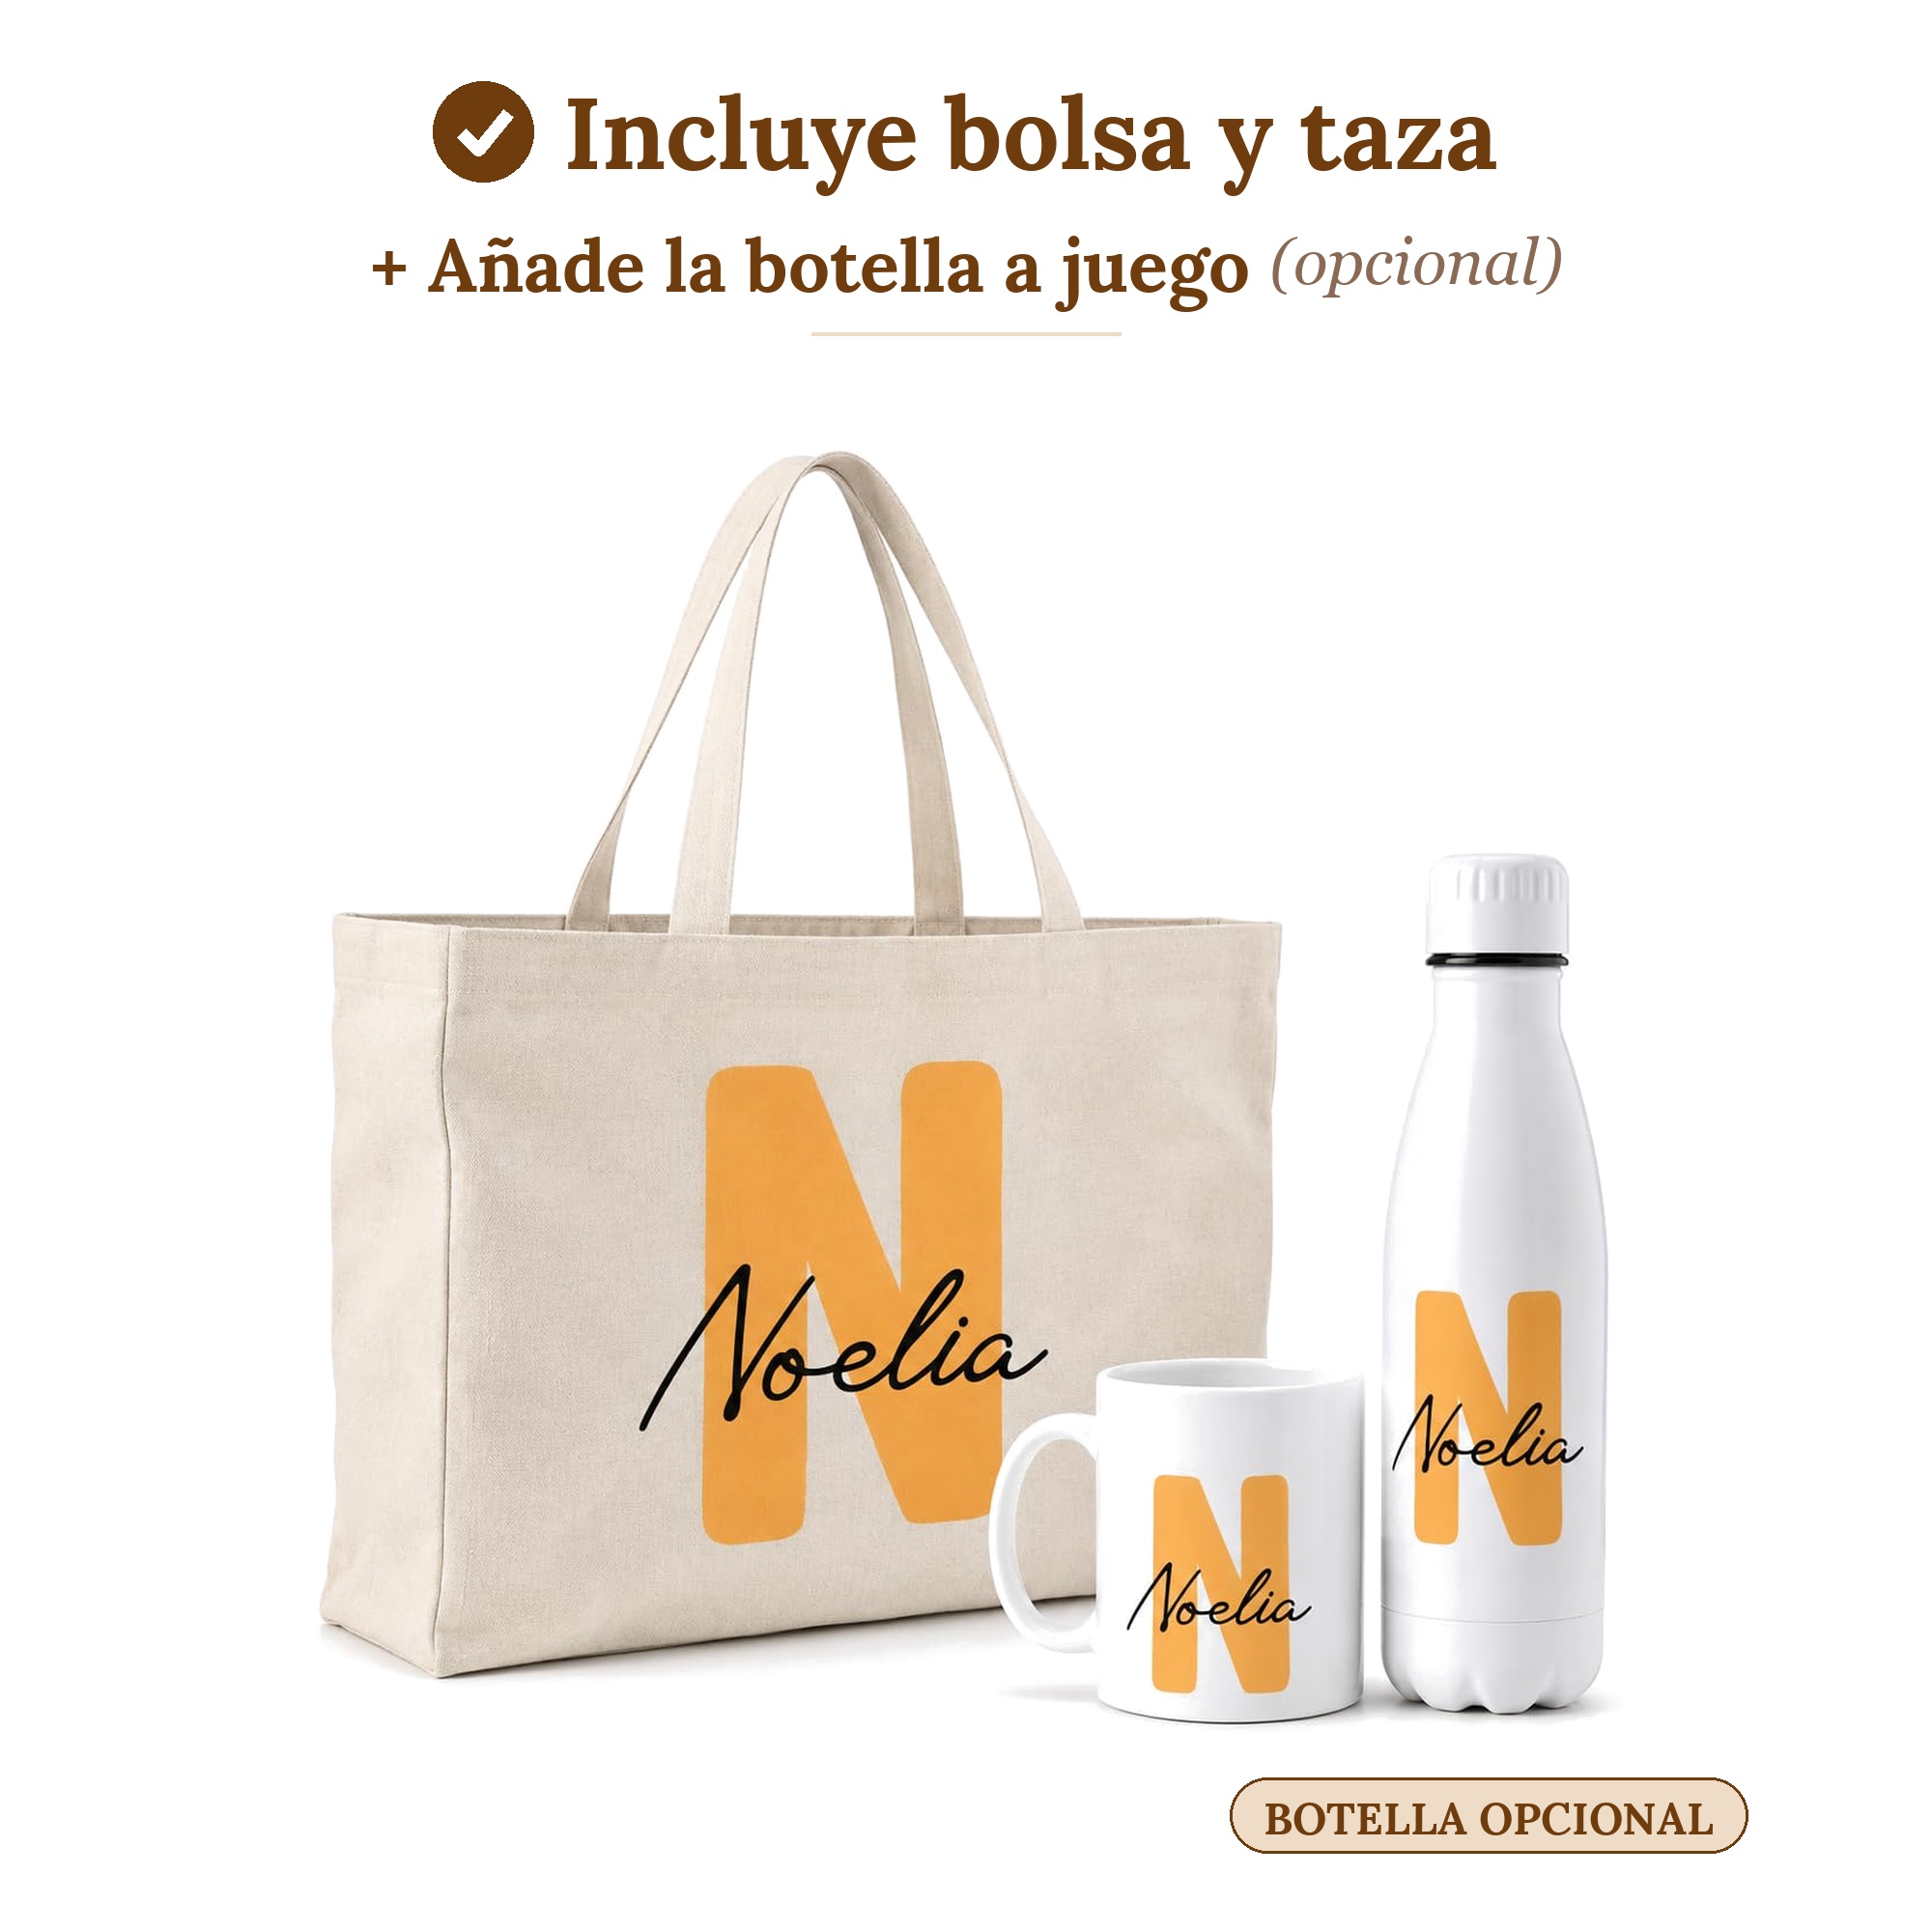 Incluye bolsa y taza
+ Añade la botella a juego (opcional)
N
Noelia
N
Noelia
N
Noelia
BOTELLA OPCIONAL